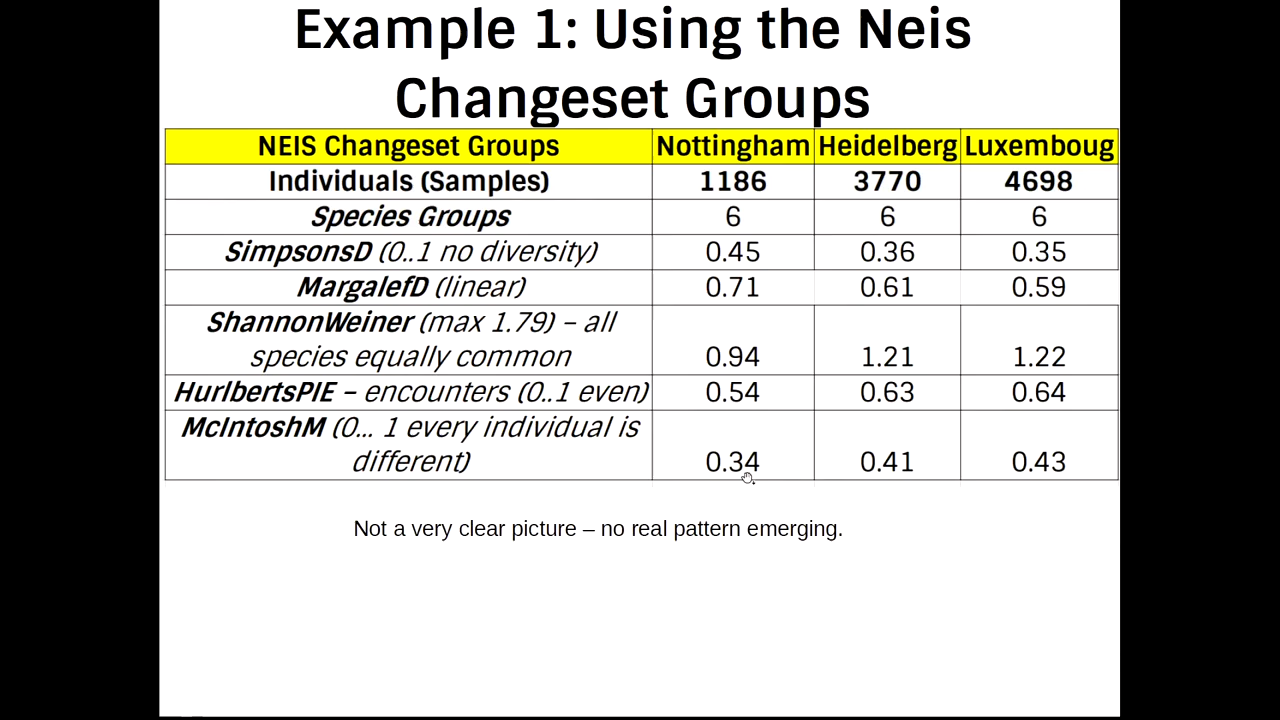 Example 1: Using the Neis
Changeset Groups
NEIS Changeset Groups Nottingham Heidelberg Luxemboug
Individuals (Samples) 1186 3770 4698
Species Groups 6 6 6
SimpsonsD (0..1 no diversity) 0.45 0.36 0.35
MargalefD (linear) 0.71 0.61 0.59
ShannonWeiner (max 1.79) – all
species equally common 0.94 1.21 1.22
HurlbertsPIE – encounters (0..1 even) 0.54 0.63 0.64
McIntoshM (0... 1 every individual is
different) 0.34 0.41 0.43
Not a very clear picture – no real pattern emerging.